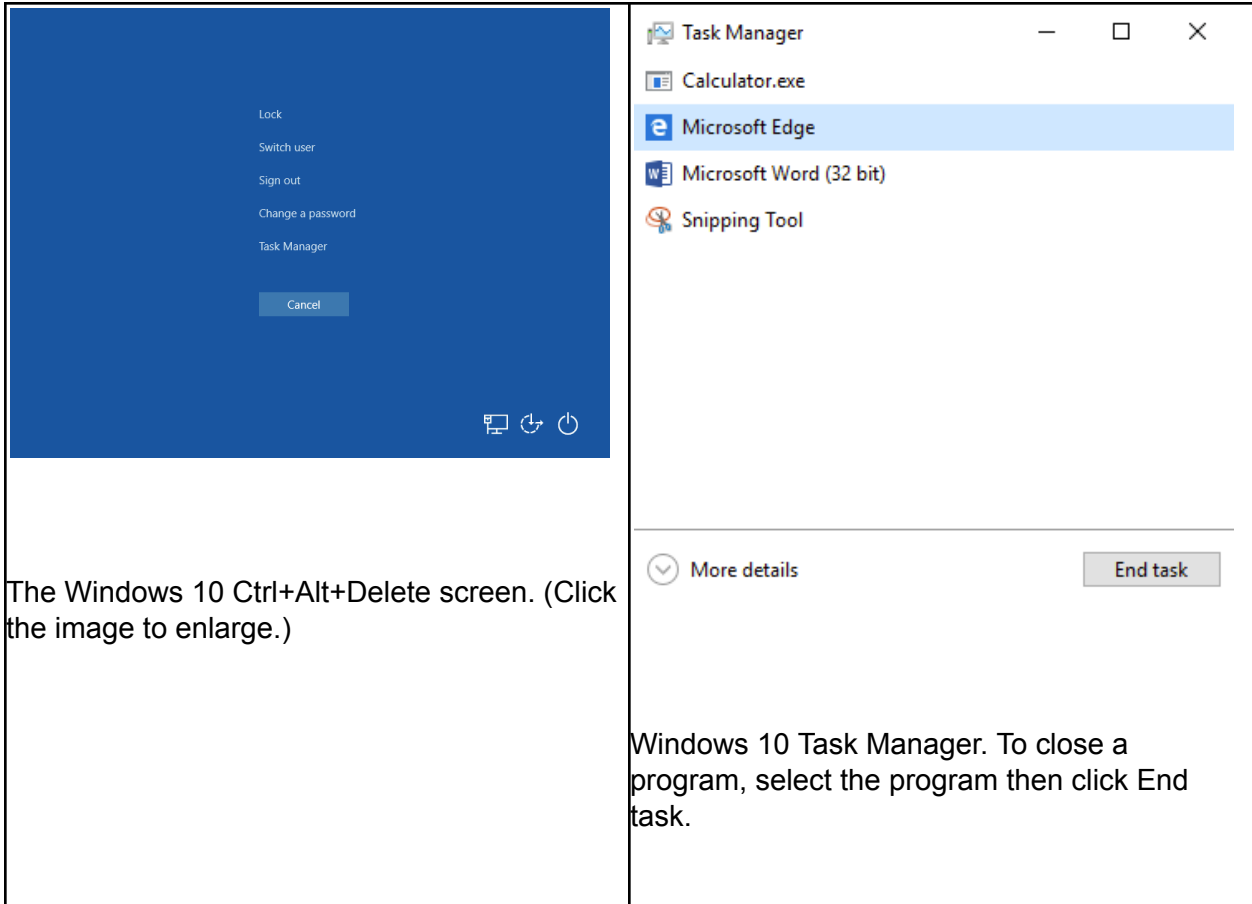 Lock
Switch user
Sign out
Change a password
Task Manager
Cancel
The Windows 10 Ctrl+Alt+Delete screen. (Click
the image to enlarge.)
Task Manager
Calculator.exe
Microsoft Edge
Microsoft Word (32 bit)
Snipping Tool
More details
End task
Windows 10 Task Manager. To close a
program, select the program then click End
task.